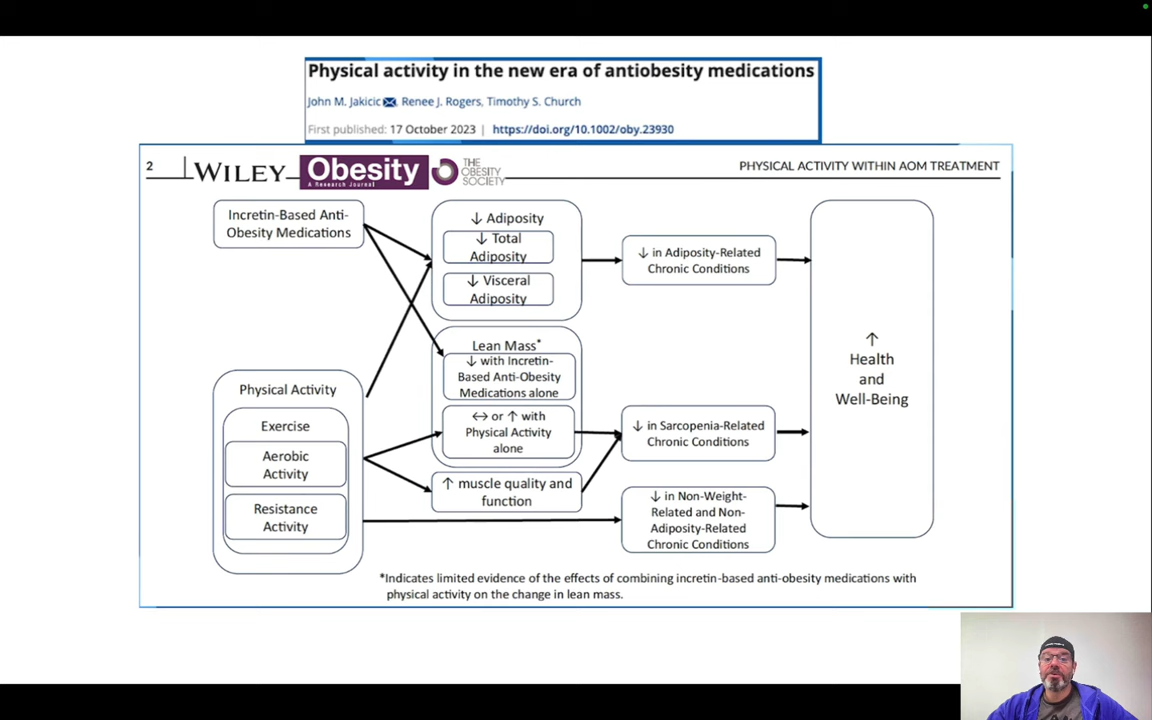 Physical activity in the new era of antiobesity medications
John M. Jakicic, Renee J. Rogers, Timothy S. Church
First published: 17 October 2023 | https://doi.org/10.1002/oby.23930
2 WILEY Obesity
A Research Journal
THE
OBESITY
SOCIETY
PHYSICAL ACTIVITY WITHIN AOM TREATMENT
Incretin-Based Anti-
Obesity Medications
↓ Adiposity
↓ Total
Adiposity
↓ Visceral
Adiposity
↓ in Adiposity-Related
Chronic Conditions
Lean Mass*
↓ with Incretin-
Based Anti-Obesity
Medications alone
↔ or ↑ with
Physical Activity
alone
↑ muscle quality and
function
Physical Activity
Exercise
Aerobic
Activity
Resistance
Activity
↓ in Sarcopenia-Related
Chronic Conditions
↓ in Non-Weight-
Related and Non-
Adiposity-Related
Chronic Conditions
↑
Health
and
Well-Being
*Indicates limited evidence of the effects of combining incretin-based anti-obesity medications with
physical activity on the change in lean mass.